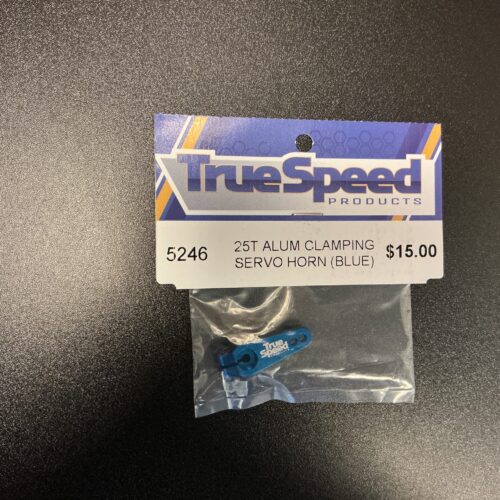 TrueSpeed
PRODUCTS
5246
25T ALUM CLAMPING
SERVO HORN (BLUE)
$15.00
True
Speed